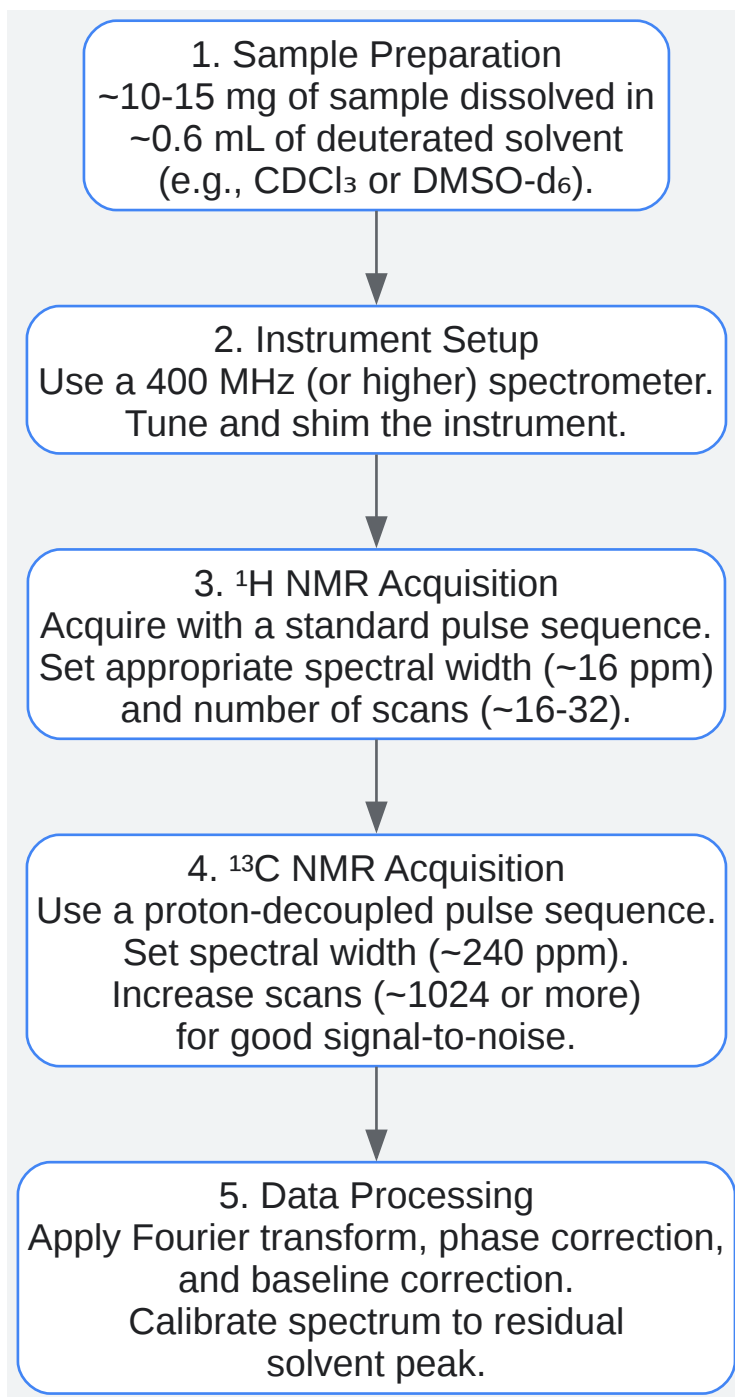 1. Sample Preparation
~10-15 mg of sample dissolved in
~0.6 mL of deuterated solvent
(e.g., CDCl₃ or DMSO-d₆).
2. Instrument Setup
Use a 400 MHz (or higher) spectrometer.
Tune and shim the instrument.
3. ¹H NMR Acquisition
Acquire with a standard pulse sequence.
Set appropriate spectral width (~16 ppm)
and number of scans (~16-32).
4. ¹³C NMR Acquisition
Use a proton-decoupled pulse sequence.
Set spectral width (~240 ppm).
Increase scans (~1024 or more)
for good signal-to-noise.
5. Data Processing
Apply Fourier transform, phase correction,
and baseline correction.
Calibrate spectrum to residual
solvent peak.